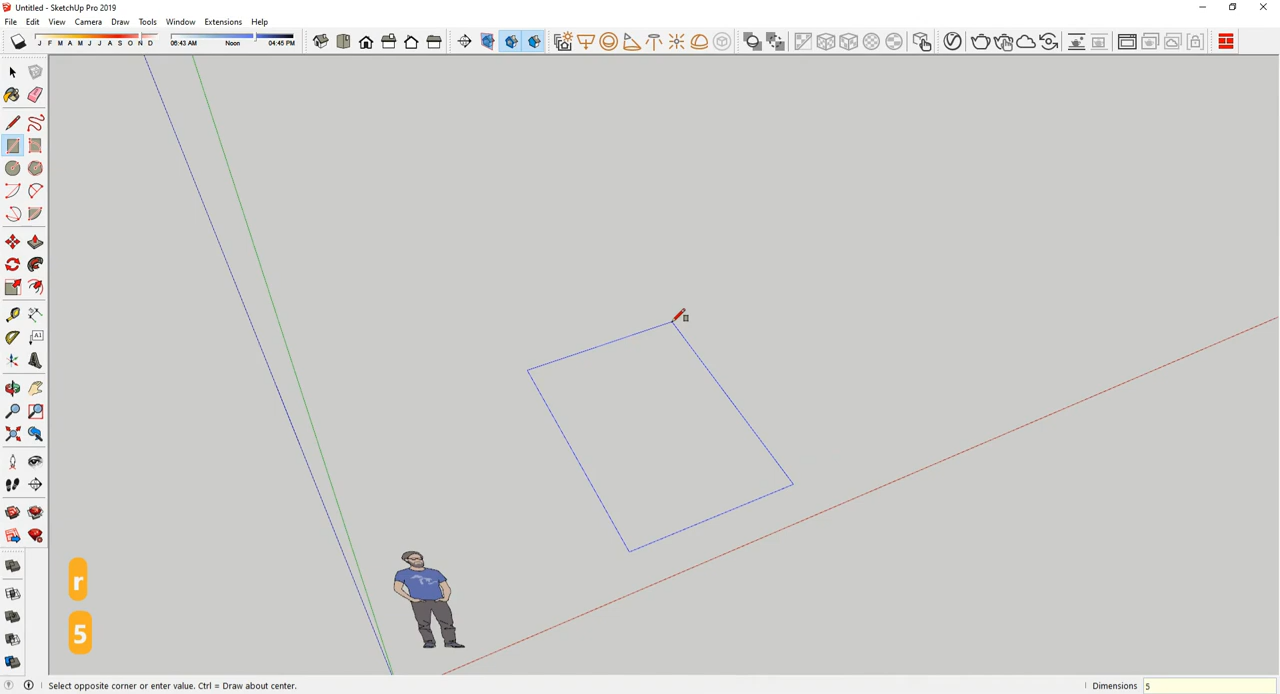 Untitled - SketchUp Pro 2019
File Edit View Camera Draw Tools Window Extensions Help
J F M A M J J A S O N D 06:43 AM Noon 04:45 PM
A1
r
5
Select opposite corner or enter value. Ctrl = Draw about center.
Dimensions 5